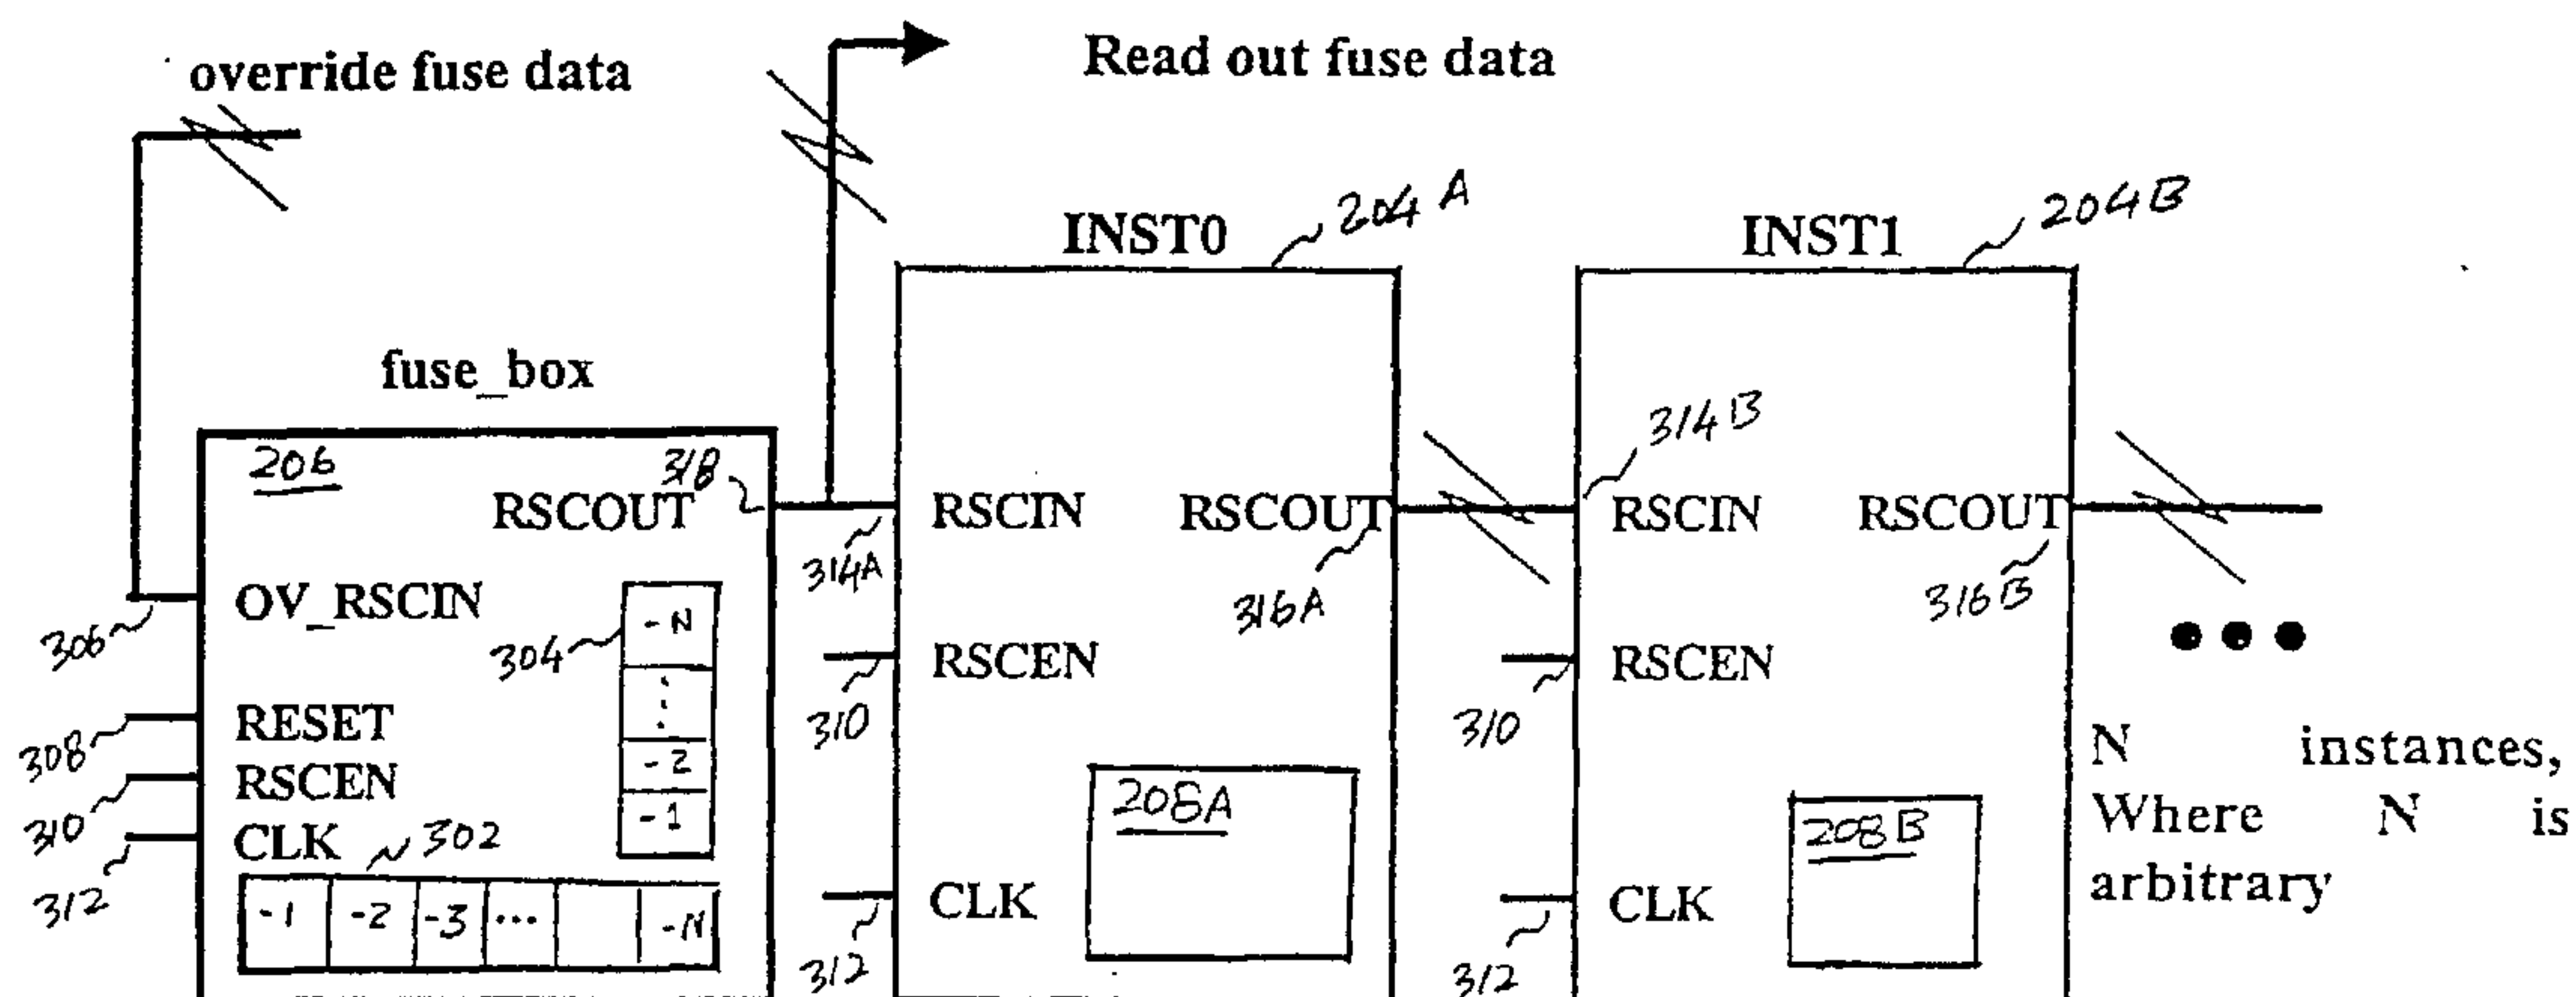 override fuse data
Read out fuse data
INST0
204A
INST1
204B
fuse_box
206
318
RSCOUT
OV_RSCIN
306
304
-N
⋮
-2
-1
RESET
308
RSCEN
310
CLK
312
302
-1 -2 -3 ... -N
314A
RSCIN
RSCOUT
316A
RSCEN
310
208A
CLK
312
314B
RSCIN
RSCOUT
316B
RSCEN
310
208B
CLK
312
•••
N instances,
Where N is
arbitrary